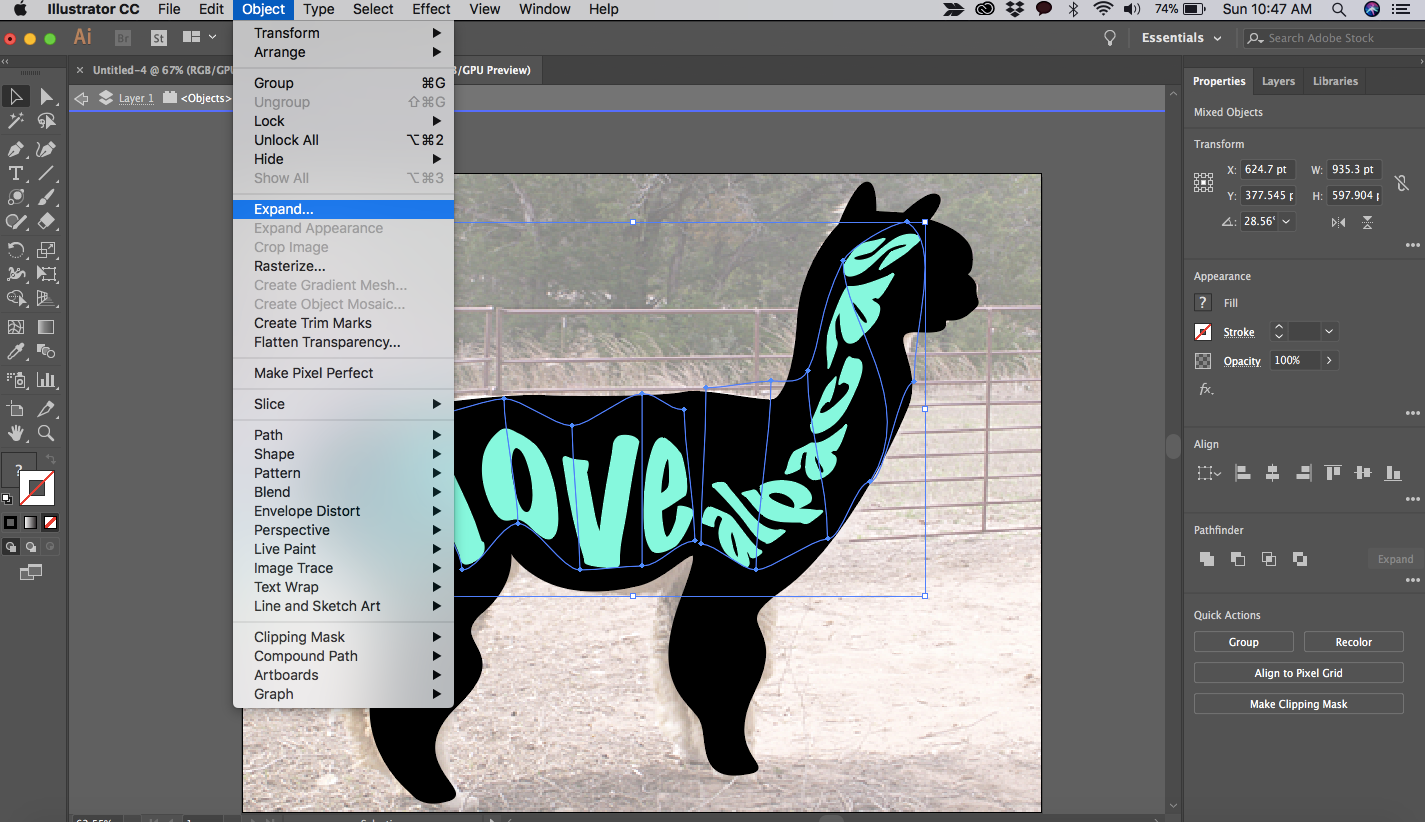 Illustrator CC File Edit Object Type Select Effect View Window Help 74% Sun 10:47 AM
Ai Br St Essentials Search Adobe Stock
× Untitled-4 @ 67% (RGB/GPU /GPU Preview)
Layer 1 <Objects>
Transform
Arrange
Group ⌘G
Ungroup ⇧⌘G
Lock
Unlock All ⌥⌘2
Hide
Show All ⌥⌘3
Expand...
Expand Appearance
Crop Image
Rasterize...
Create Gradient Mesh...
Create Object Mosaic...
Create Trim Marks
Flatten Transparency...
Make Pixel Perfect
Slice
Path
Shape
Pattern
Blend
Envelope Distort
Perspective
Live Paint
Image Trace
Text Wrap
Line and Sketch Art
Clipping Mask
Compound Path
Artboards
Graph
ove
alpacas
Properties Layers Libraries
Mixed Objects
Transform
X: 624.7 pt W: 935.3 pt
Y: 377.545 p H: 597.904 p
28.56°
Appearance
? Fill
Stroke
Opacity 100%
fx.
Align
Pathfinder
Expand
Quick Actions
Group Recolor
Align to Pixel Grid
Make Clipping Mask